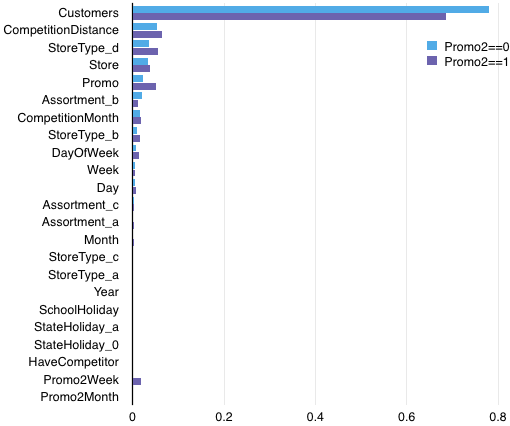 Customers
CompetitionDistance
StoreType_d
Store
Promo
Assortment_b
CompetitionMonth
StoreType_b
DayOfWeek
Week
Day
Assortment_c
Assortment_a
Month
StoreType_c
StoreType_a
Year
SchoolHoliday
StateHoliday_a
StateHoliday_0
HaveCompetitor
Promo2Week
Promo2Month
Promo2==0
Promo2==1
0 0.2 0.4 0.6 0.8